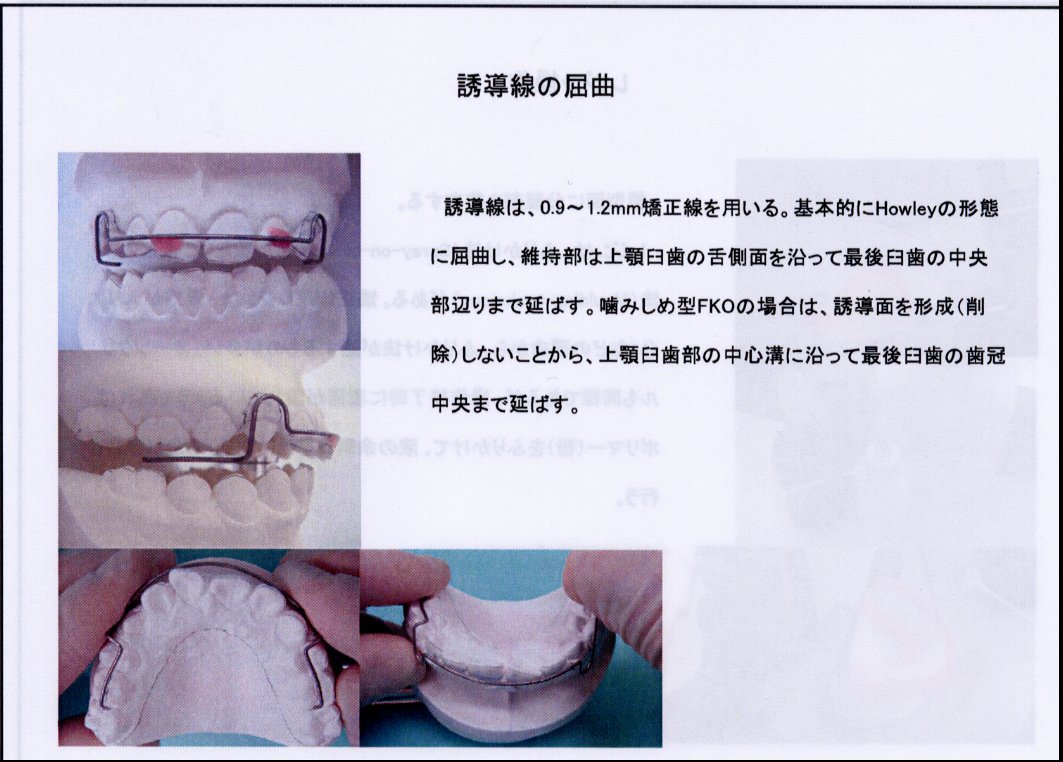 誘導線の屈曲
誘導線は、0.9～1.2mm矯正線を用いる。基本的にHowleyの形態
に屈曲し、維持部は上顎臼歯の舌側面を沿って最後臼歯の中央
部辺りまで延ばす。噛みしめ型FKOの場合は、誘導面を形成（削
除）しないことから、上顎臼歯部の中心溝に沿って最後臼歯の歯冠
中央まで延ばす。